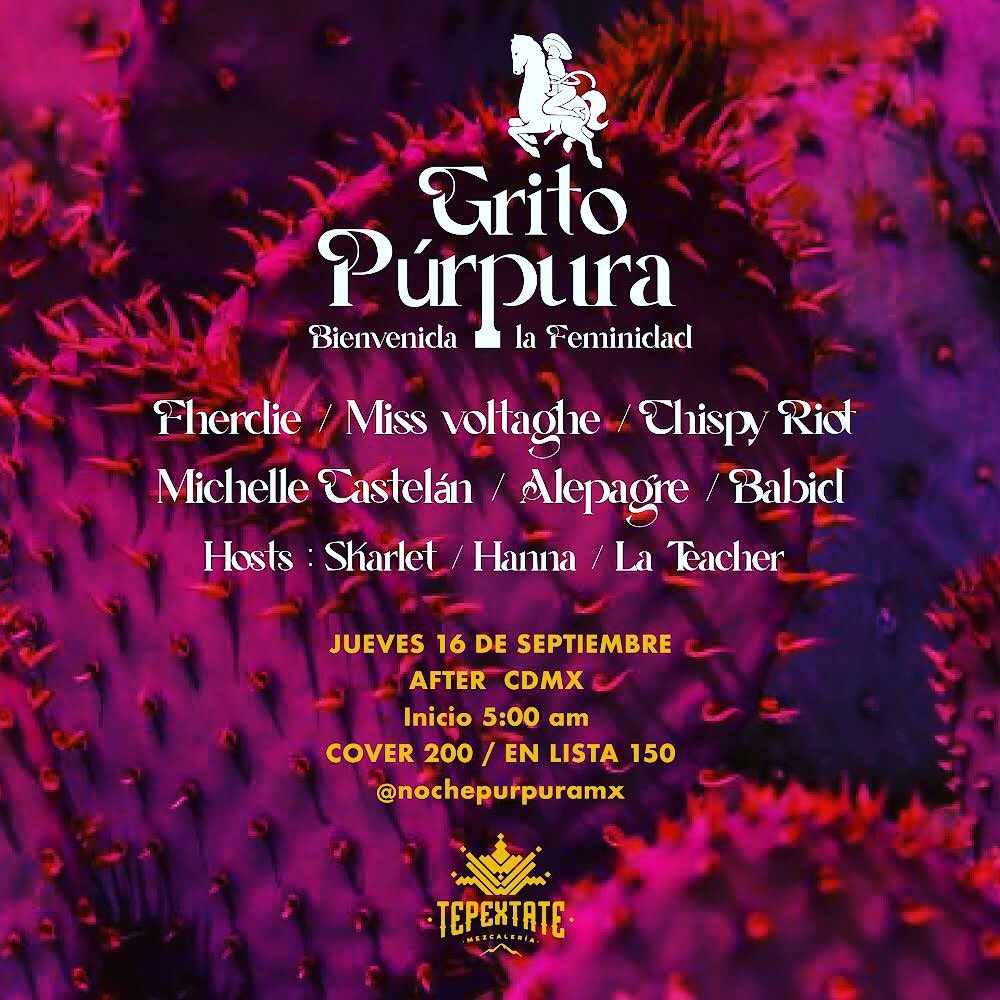 Grito
Púrpura
Bienvenida la Feminidad
Fherdie / Miss voltaghe / Chispy Riot
Michelle Castelán / Alepagre / Babid
Hosts : Skarlet / Hanna / La Teacher
JUEVES 16 DE SEPTIEMBRE
AFTER CDMX
Inicio 5:00 am
COVER 200 / EN LISTA 150
@nochepurpuramx
TEPEXTATE
MEZCALERÍA